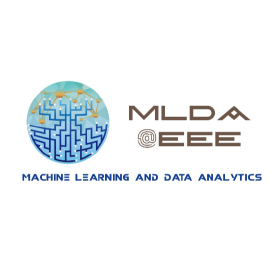 MLDA
@EEE
MACHINE LEARNING AND DATA ANALYTICS